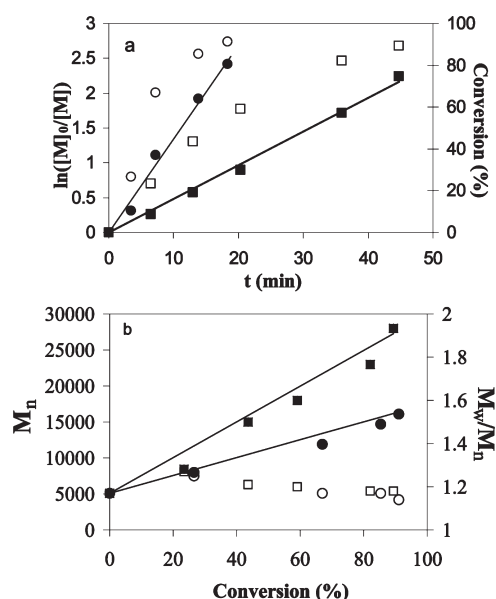 a
ln([M]₀/[M])
3
2.5
2
1.5
1
0.5
0
100
80
60
40
20
0
Conversion (%)
0 10 20 30 40 50
t (min)
b
Mₙ
30000
25000
20000
15000
10000
5000
0
2
1.8
1.6
1.4
1.2
1
M_w/Mₙ
0 20 40 60 80 100
Conversion (%)